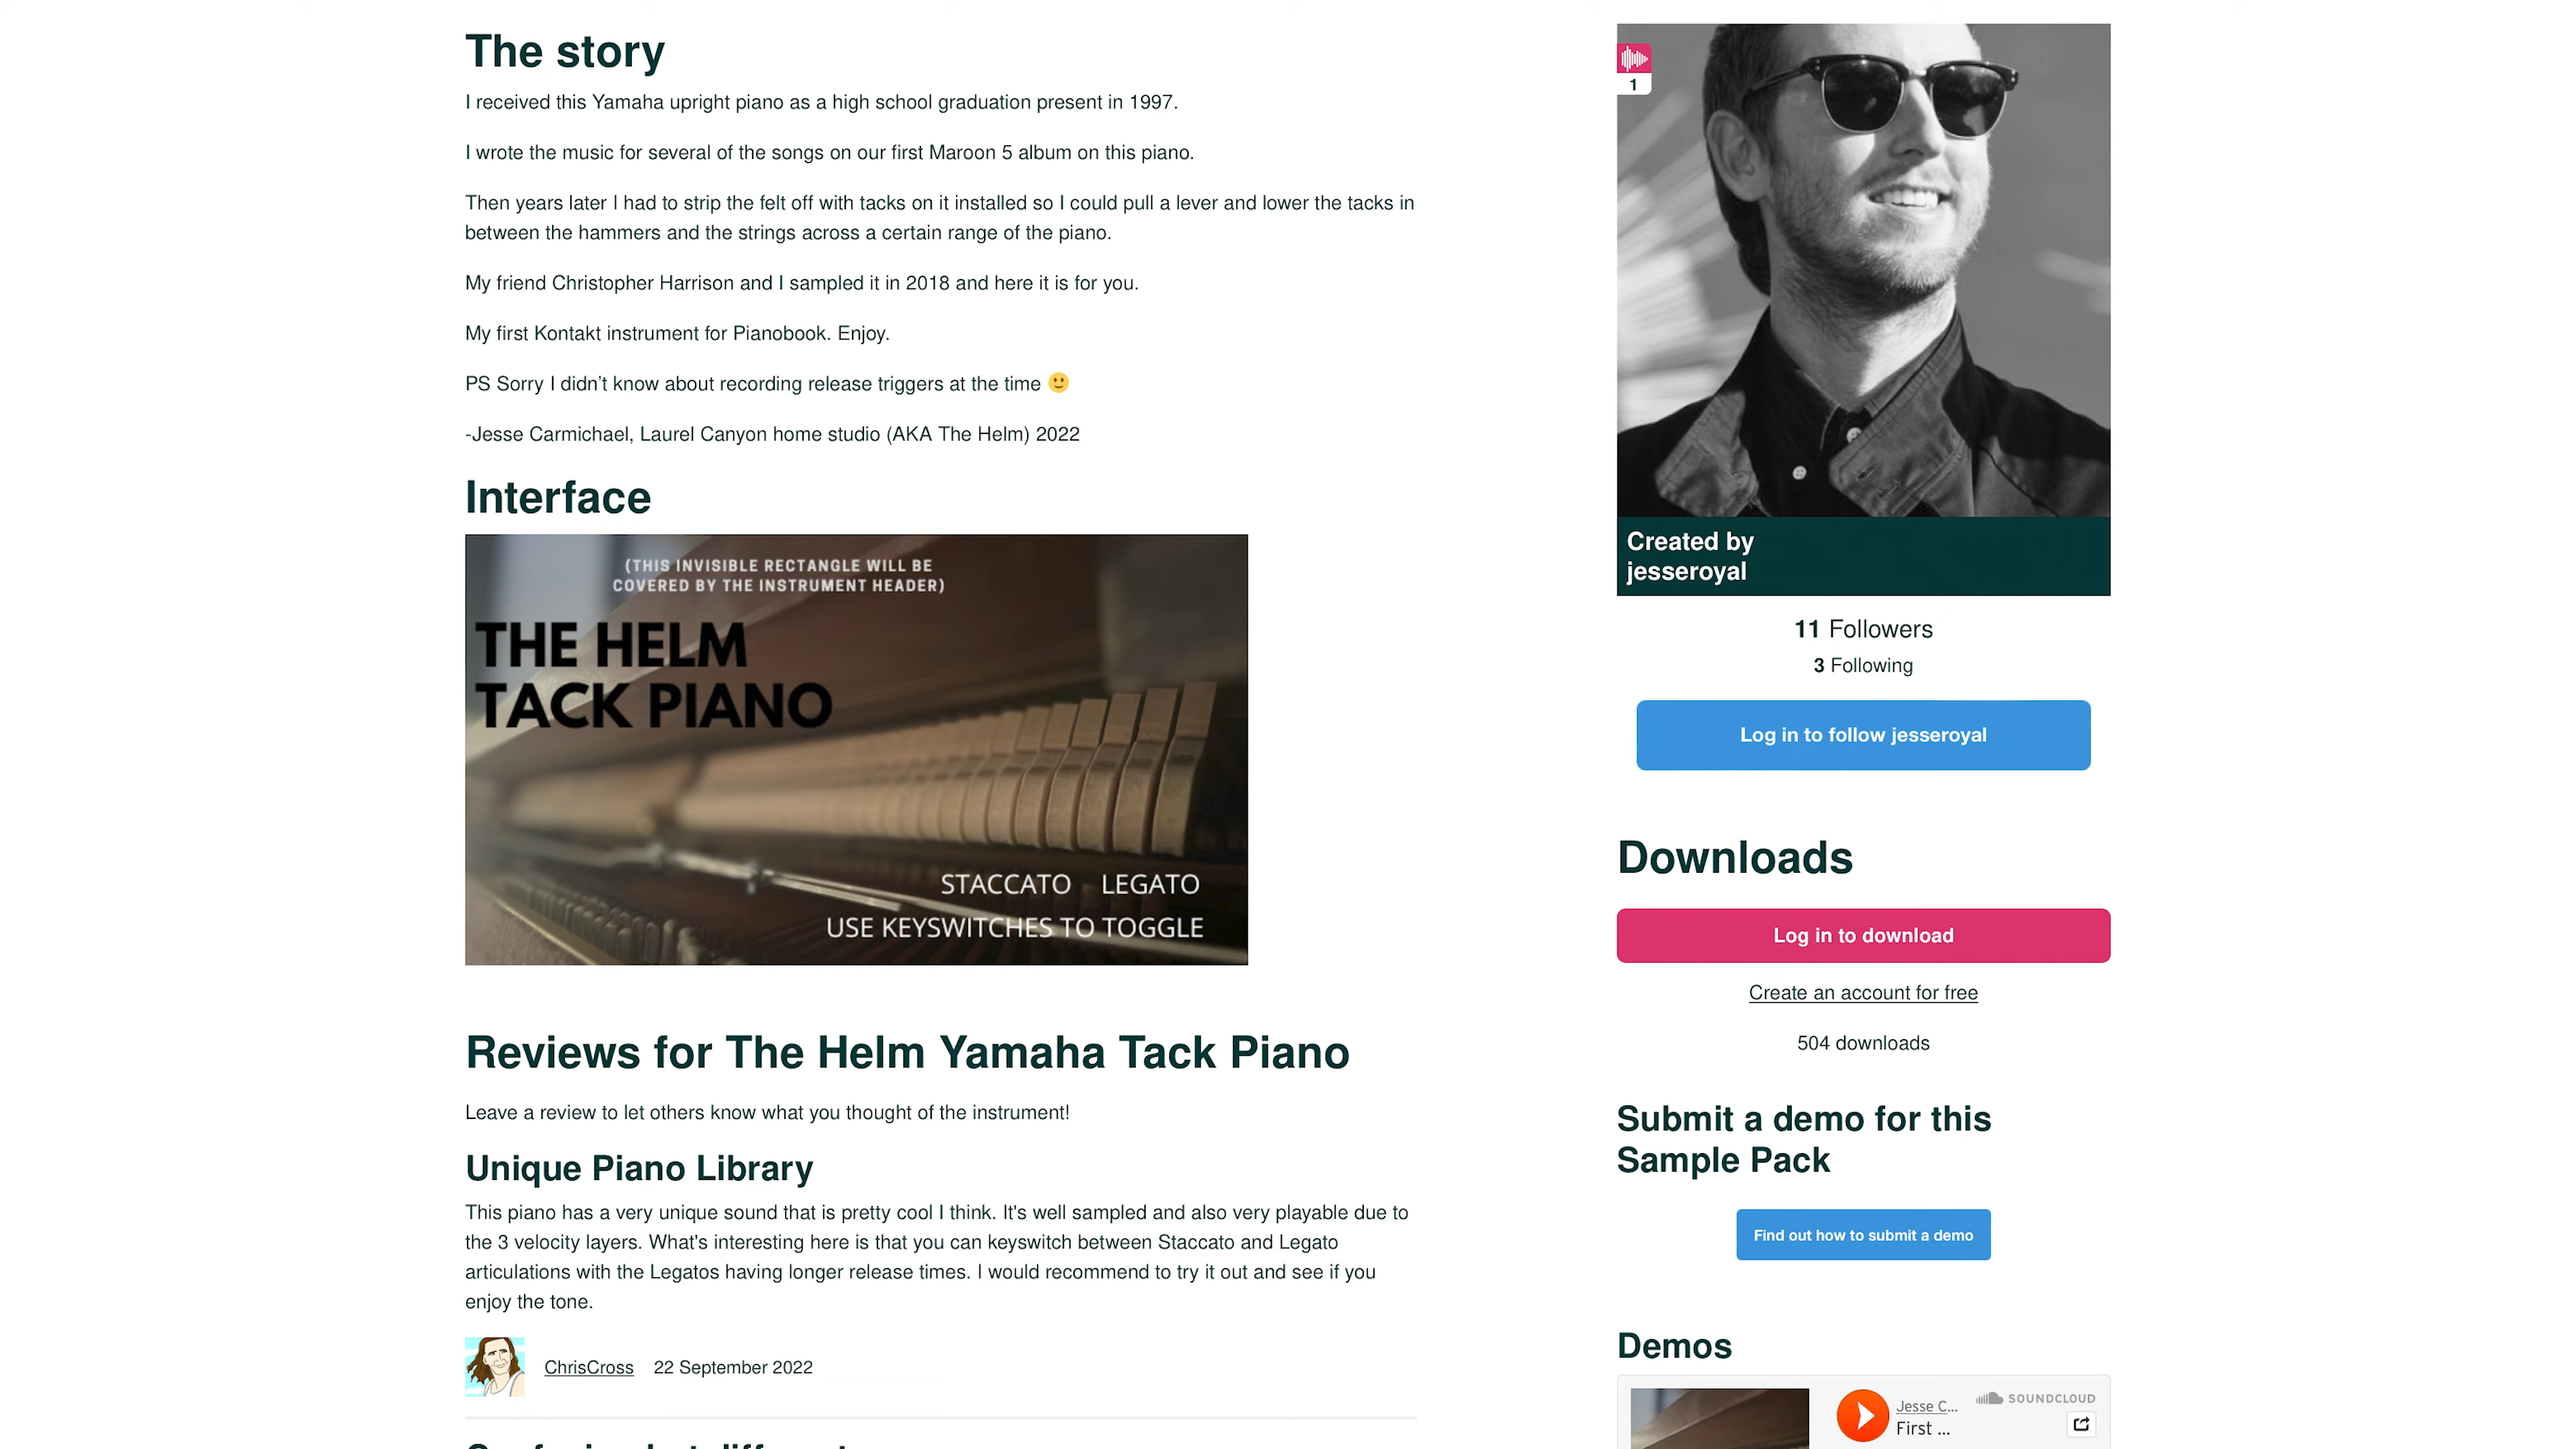 The story
I received this Yamaha upright piano as a high school graduation present in 1997.
I wrote the music for several of the songs on our first Maroon 5 album on this piano.
Then years later I had to strip the felt off with tacks on it installed so I could pull a lever and lower the tacks in
between the hammers and the strings across a certain range of the piano.
My friend Christopher Harrison and I sampled it in 2018 and here it is for you.
My first Kontakt instrument for Pianobook. Enjoy.
PS Sorry I didn’t know about recording release triggers at the time 🙂
-Jesse Carmichael, Laurel Canyon home studio (AKA The Helm) 2022
Interface
(THIS INVISIBLE RECTANGLE WILL BE
COVERED BY THE INSTRUMENT HEADER)
THE HELM
TACK PIANO
STACCATO LEGATO
USE KEYSWITCHES TO TOGGLE
Reviews for The Helm Yamaha Tack Piano
Leave a review to let others know what you thought of the instrument!
Unique Piano Library
This piano has a very unique sound that is pretty cool I think. It's well sampled and also very playable due to
the 3 velocity layers. What's interesting here is that you can keyswitch between Staccato and Legato
articulations with the Legatos having longer release times. I would recommend to try it out and see if you
enjoy the tone.
ChrisCross 22 September 2022
1
Created by
jesseroyal
11 Followers
3 Following
Log in to follow jesseroyal
Downloads
Log in to download
Create an account for free
504 downloads
Submit a demo for this
Sample Pack
Find out how to submit a demo
Demos
Jesse C...
SOUNDCLOUD
First ...